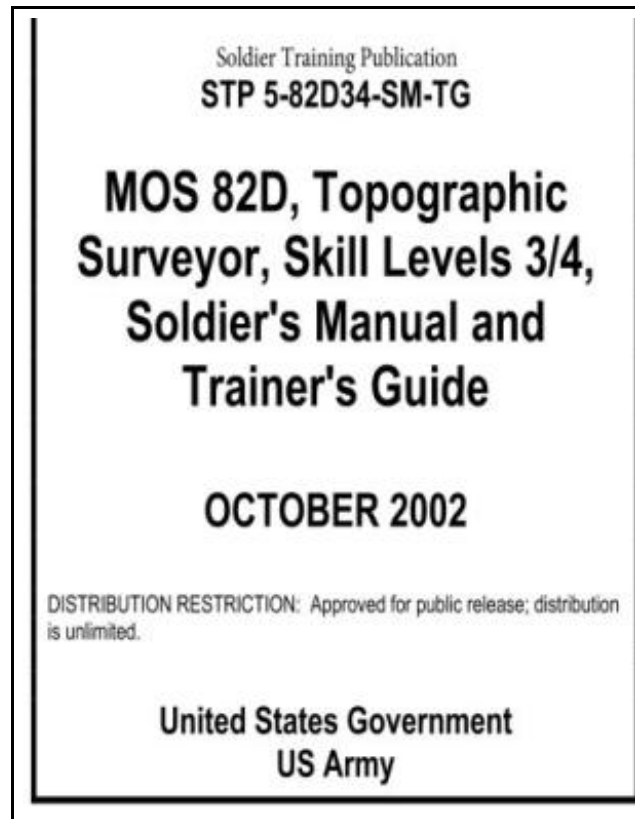 Soldier Training Publication
STP 5-82D34-SM-TG
MOS 82D, Topographic
Surveyor, Skill Levels 3/4,
Soldier's Manual and
Trainer's Guide
OCTOBER 2002
DISTRIBUTION RESTRICTION: Approved for public release; distribution
is unlimited.
United States Government
US Army